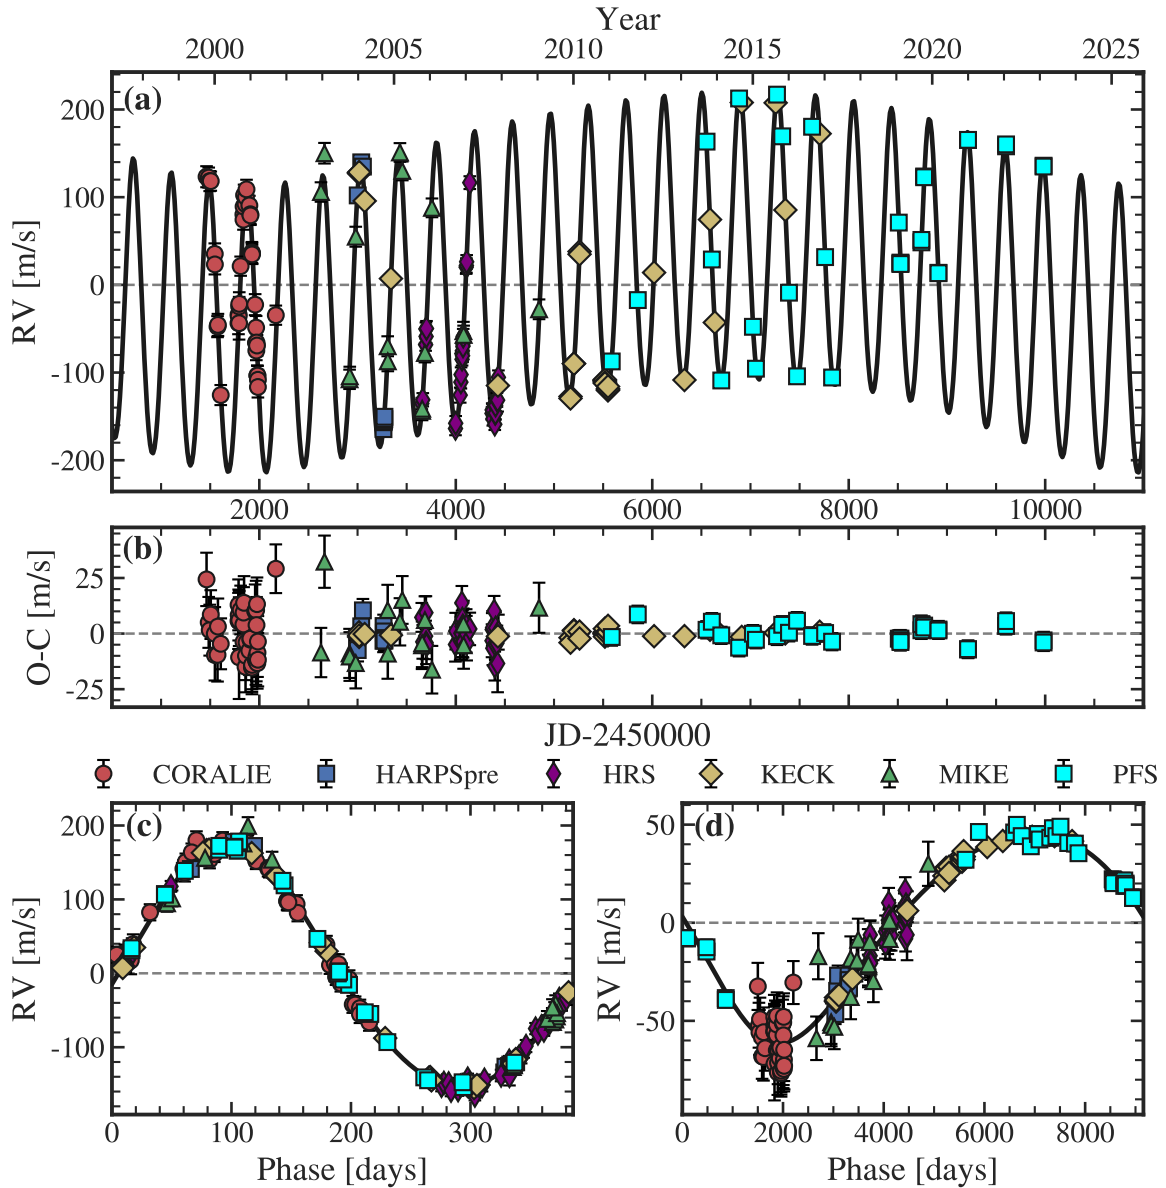 Year
2000 2005 2010 2015 2020 2025
(a)
RV [m/s]
200
100
0
-100
-200
2000 4000 6000 8000 10000
(b)
O-C [m/s]
25
0
-25
JD-2450000
CORALIE HARPSpre HRS KECK MIKE PFS
(c)
RV [m/s]
200
100
0
-100
0 100 200 300
Phase [days]
(d)
RV [m/s]
50
0
-50
0 2000 4000 6000 8000
Phase [days]